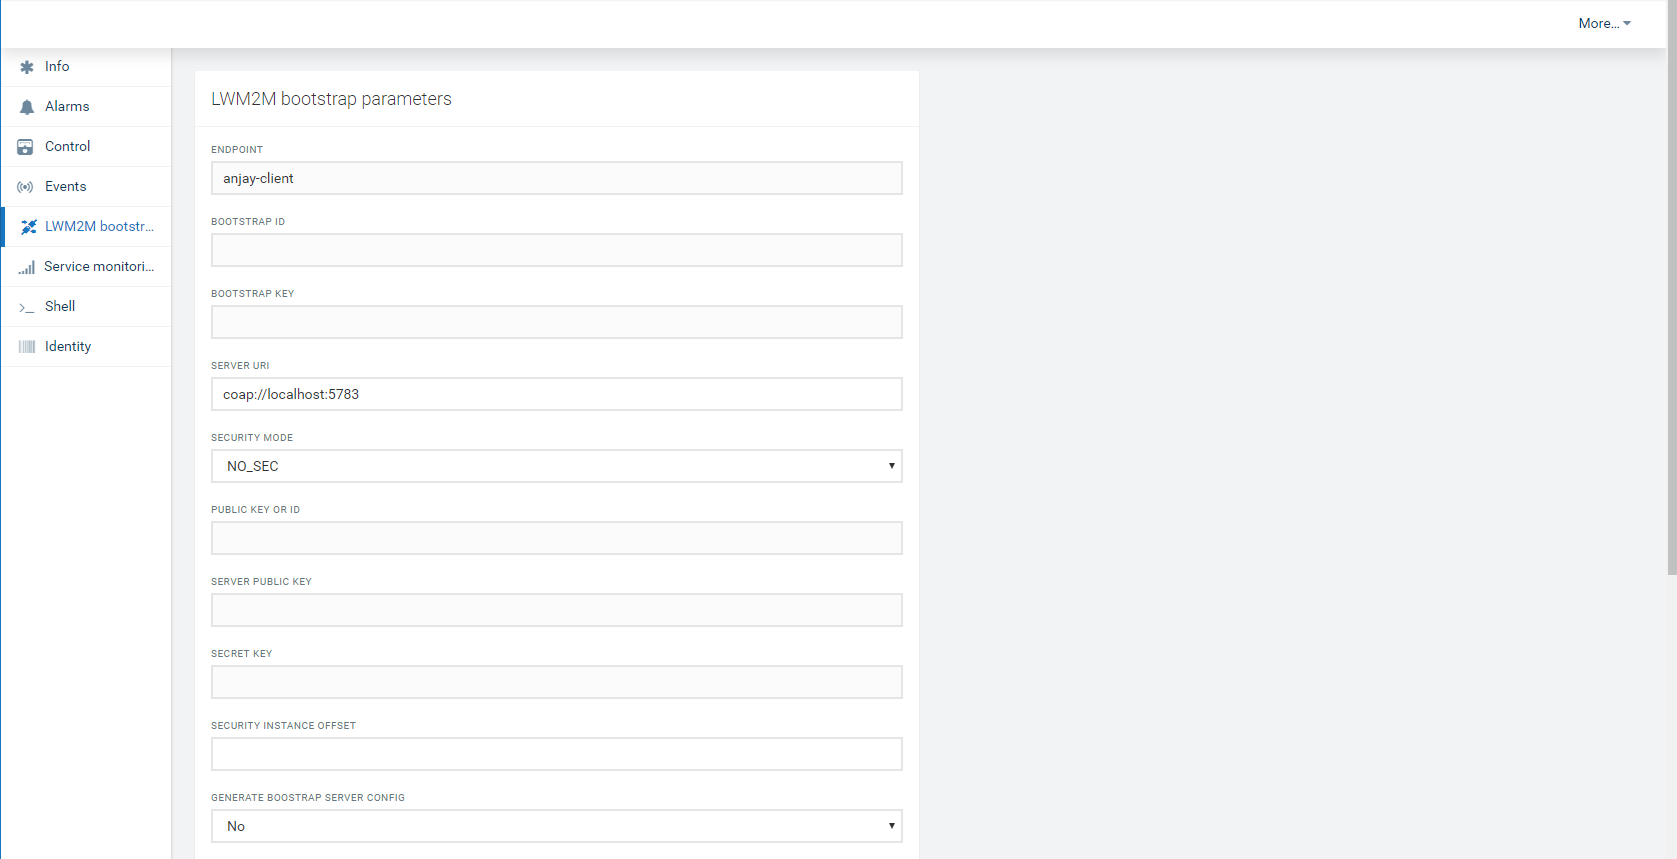 More...
Info
Alarms
Control
Events
LWM2M bootstr...
Service monitori...
Shell
Identity
LWM2M bootstrap parameters
ENDPOINT
anjay-client
BOOTSTRAP ID
BOOTSTRAP KEY
SERVER URI
coap://localhost:5783
SECURITY MODE
NO_SEC
PUBLIC KEY OR ID
SERVER PUBLIC KEY
SECRET KEY
SECURITY INSTANCE OFFSET
GENERATE BOOSTRAP SERVER CONFIG
No